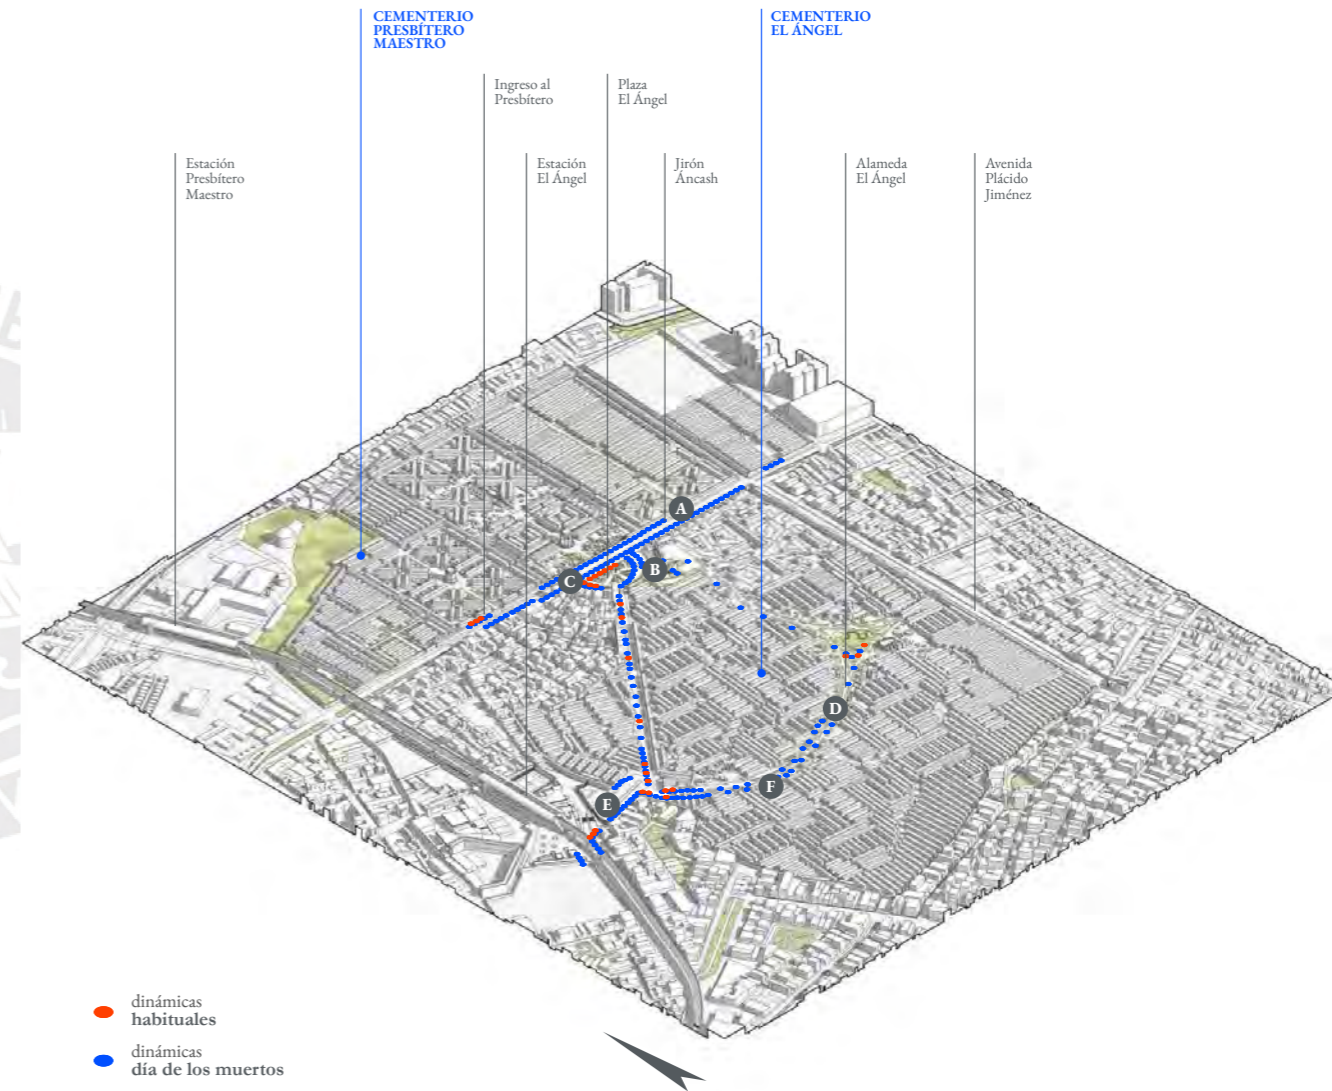 CEMENTERIO
PRESBÍTERO
MAESTRO
CEMENTERIO
EL ÁNGEL
Ingreso al
Presbítero
Plaza
El Ángel
Estación
Presbítero
Maestro
Estación
El Ángel
Jirón
Áncash
Alameda
El Ángel
Avenida
Plácido
Jiménez
A
B
C
D
F
E
dinámicas
habituales
dinámicas
día de los muertos